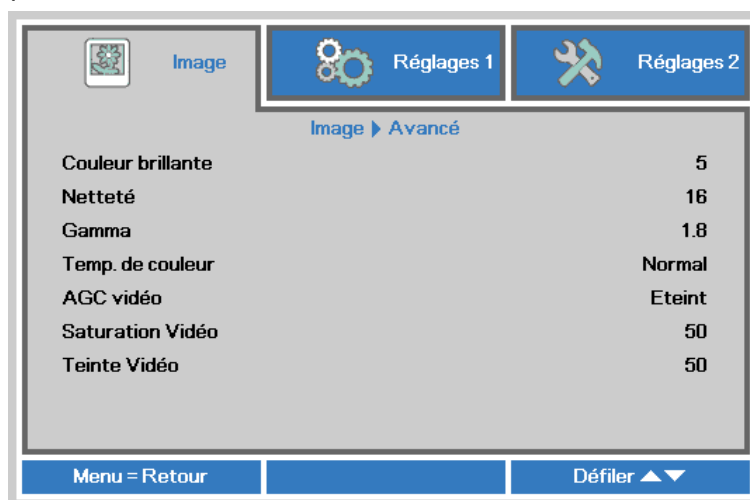 Image Réglages 1 Réglages 2
Image ▶ Avancé
Couleur brillante 5
Netteté 16
Gamma 1.8
Temp. de couleur Normal
AGC vidéo Eteint
Saturation Vidéo 50
Teinte Vidéo 50
Menu = Retour Défiler ▲▼